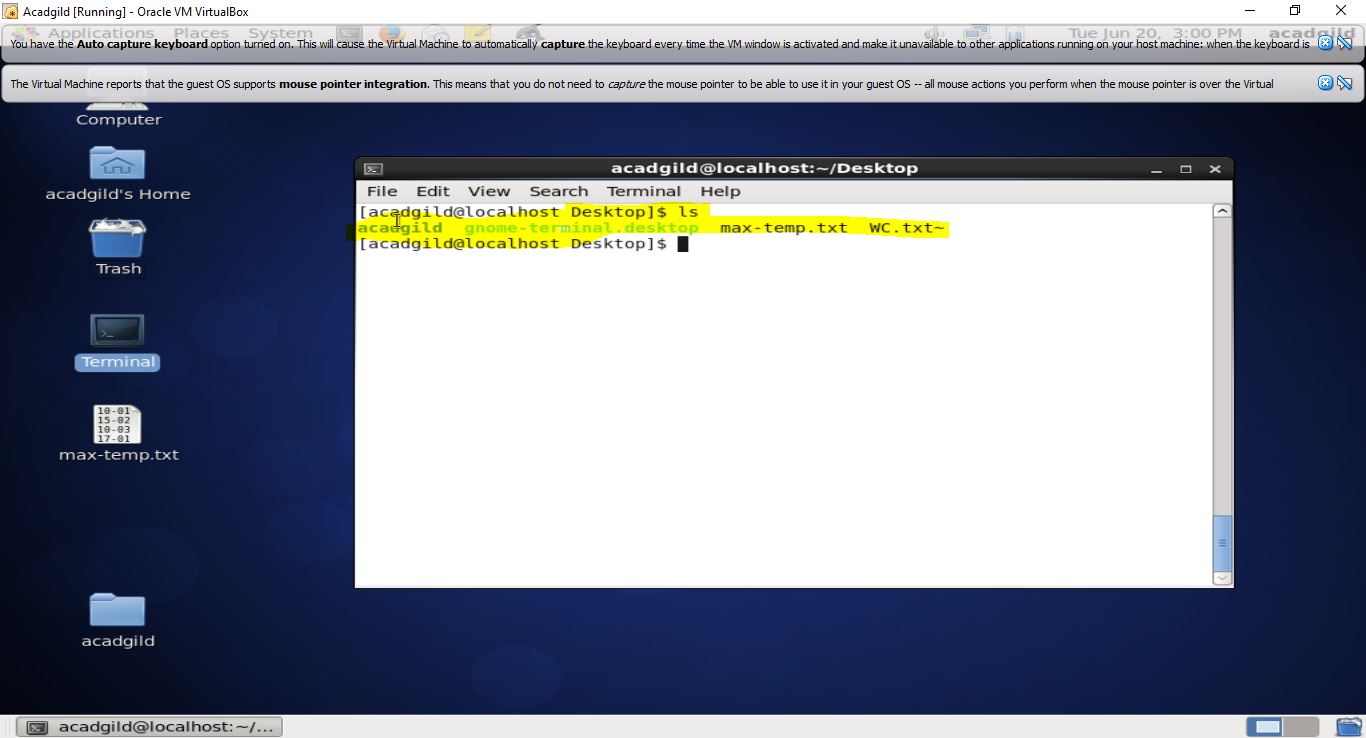 Acadgild [Running] - Oracle VM VirtualBox
Applications Places System Tue Jun 20, 3:00 PM acadgild
You have the Auto capture keyboard option turned on. This will cause the Virtual Machine to automatically capture the keyboard every time the VM window is activated and make it unavailable to other applications running on your host machine: when the keyboard is
The Virtual Machine reports that the guest OS supports mouse pointer integration. This means that you do not need to capture the mouse pointer to be able to use it in your guest OS -- all mouse actions you perform when the mouse pointer is over the Virtual
Computer
acadgild's Home
Trash
Terminal
10-01
15-02
10-03
17-01
max-temp.txt
acadgild
acadgild@localhost:~/Desktop
File Edit View Search Terminal Help
[acadgild@localhost Desktop]$ ls
acadgild gnome-terminal.desktop max-temp.txt WC.txt~
[acadgild@localhost Desktop]$
acadgild@localhost:~/...